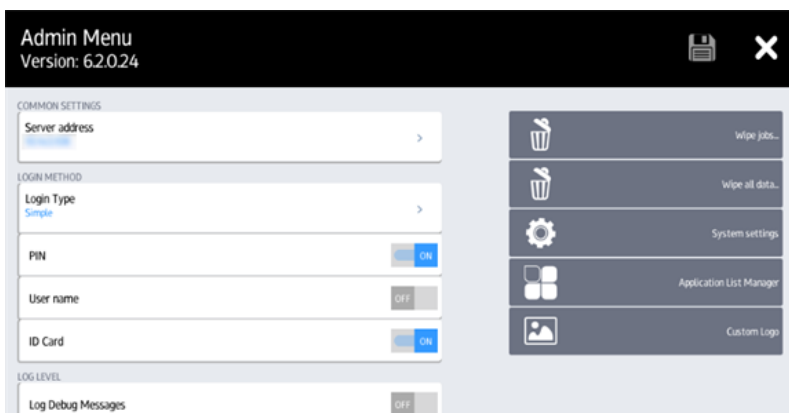 Admin Menu
Version: 6.2.0.24
COMMON SETTINGS
Server address
LOGIN METHOD
Login Type
Simple
PIN
ON
User name
OFF
ID Card
ON
LOG LEVEL
Log Debug Messages
OFF
Wipe jobs...
Wipe all data...
System settings
Application List Manager
Custom Logo